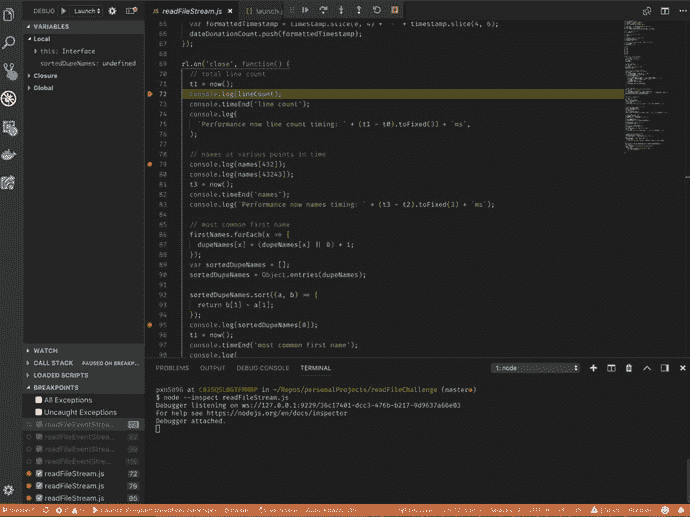 DEBUG
Launch
readFileStream.js
launch.j
VARIABLES
Local
this: Interface
sortedDupeNames: undefined
Closure
Global
65 var formattedTimestamp = timestamp.slice(0, 4) + '-' + timestamp.slice(4, 6);
66 dateDonationCount.push(formattedTimestamp);
67 });
68
69 rl.on('close', function() {
70 // total line count
71 t1 = now();
72 console.log(lineCount);
73 console.timeEnd('line count');
74 console.log(
75 `Performance now line count timing: ` + (t1 - t0).toFixed(3) + `ms`,
76 );
77
78 // names at various points in time
79 console.log(names[432]);
80 console.log(names[43243]);
81 t3 = now();
82 console.timeEnd('names');
83 console.log(`Performance now names timing: ` + (t3 - t2).toFixed(3) + `ms`);
84
85 // most common first name
86 firstNames.forEach(x => {
87 dupeNames[x] = (dupeNames[x] || 0) + 1;
88 });
89 var sortedDupeNames = [];
90 sortedDupeNames = Object.entries(dupeNames);
91
92 sortedDupeNames.sort((a, b) => {
93 return b[1] - a[1];
94 });
95 console.log(sortedDupeNames[0]);
96 t1 = now();
97 console.timeEnd('most common first name');
98 console.log(
WATCH
CALL STACK PAUSED ON BREAKP...
LOADED SCRIPTS
BREAKPOINTS
All Exceptions
Uncaught Exceptions
readFileEventStrea...
readFileEventStrea...
readFileEventStrea...
readFileEventStrea...
readFileStream.js 72
readFileStream.js 79
readFileStream.js 95
PROBLEMS OUTPUT DEBUG CONSOLE TERMINAL
1: node
in ~/Repos/personalProjects/readFileChallenge (master)
$ node --inspect readFileStream.js
Debugger listening on ws://127.0.0.1:9229/36c17401-dcc3-476b-b217-9d9637a66e03
For help see https://nodejs.org/en/docs/inspector
Debugger attached.